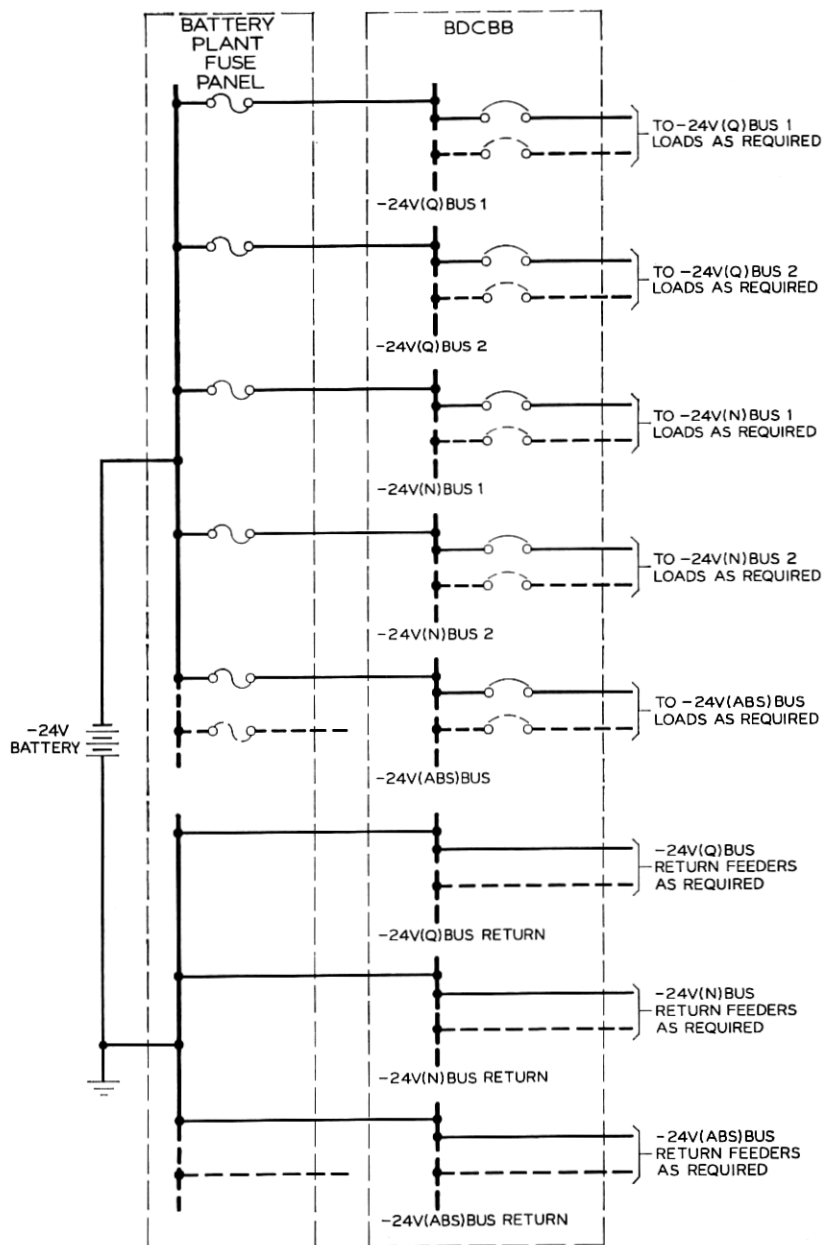 BATTERY
PLANT
FUSE
PANEL
BDCBB
TO -24V(Q)BUS 1
LOADS AS REQUIRED
-24V(Q)BUS 1
TO -24V(Q)BUS 2
LOADS AS REQUIRED
-24V(Q)BUS 2
TO -24V(N)BUS 1
LOADS AS REQUIRED
-24V(N)BUS 1
TO -24V(N)BUS 2
LOADS AS REQUIRED
-24V(N)BUS 2
TO -24V(ABS)BUS
LOADS AS REQUIRED
-24V
BATTERY
-24V(ABS)BUS
-24V(Q)BUS
RETURN FEEDERS
AS REQUIRED
-24V(Q)BUS RETURN
-24V(N)BUS
RETURN FEEDERS
AS REQUIRED
-24V(N)BUS RETURN
-24V(ABS)BUS
RETURN FEEDERS
AS REQUIRED
-24V(ABS)BUS RETURN